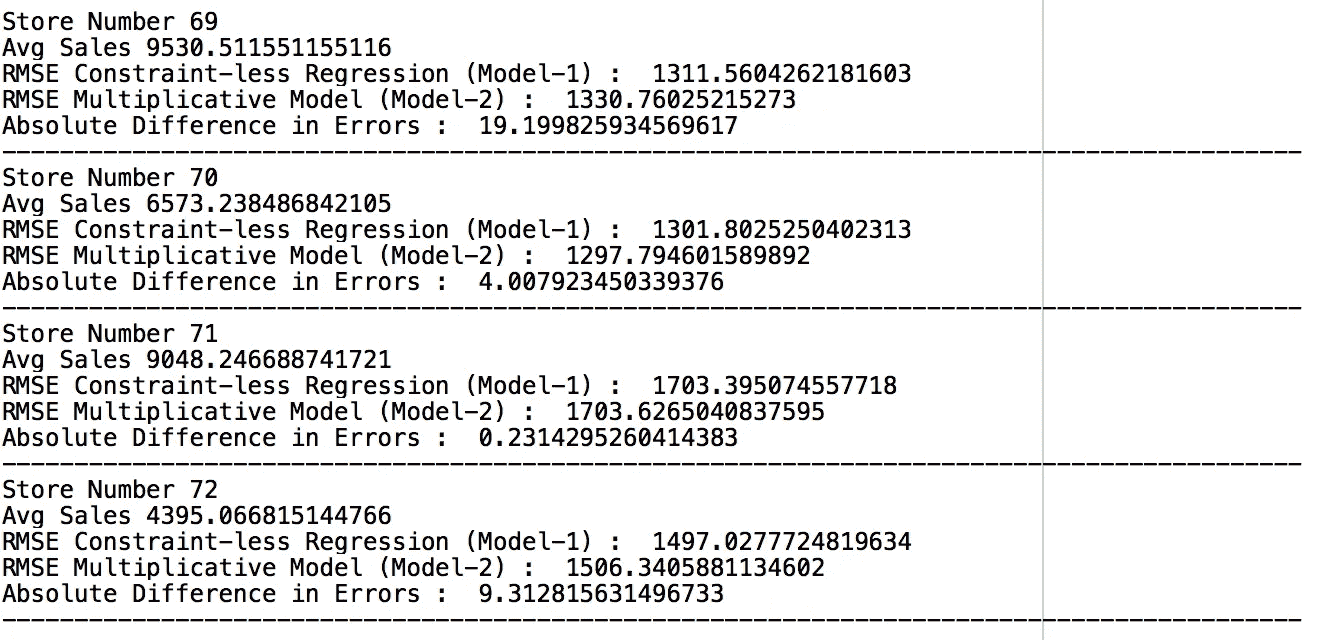 Store Number 69
Avg Sales 9530.511551155116
RMSE Constraint-less Regression (Model-1) :  1311.5604262181603
RMSE Multiplicative Model (Model-2) :  1330.76025215273
Absolute Difference in Errors :  19.199825934569617
------------------------------------------------------------------------------------------
Store Number 70
Avg Sales 6573.238486842105
RMSE Constraint-less Regression (Model-1) :  1301.8025250402313
RMSE Multiplicative Model (Model-2) :  1297.794601589892
Absolute Difference in Errors :  4.007923450339376
------------------------------------------------------------------------------------------
Store Number 71
Avg Sales 9048.246688741721
RMSE Constraint-less Regression (Model-1) :  1703.395074557718
RMSE Multiplicative Model (Model-2) :  1703.6265040837595
Absolute Difference in Errors :  0.2314295260414383
------------------------------------------------------------------------------------------
Store Number 72
Avg Sales 4395.066815144766
RMSE Constraint-less Regression (Model-1) :  1497.0277724819634
RMSE Multiplicative Model (Model-2) :  1506.3405881134602
Absolute Difference in Errors :  9.312815631496733
------------------------------------------------------------------------------------------